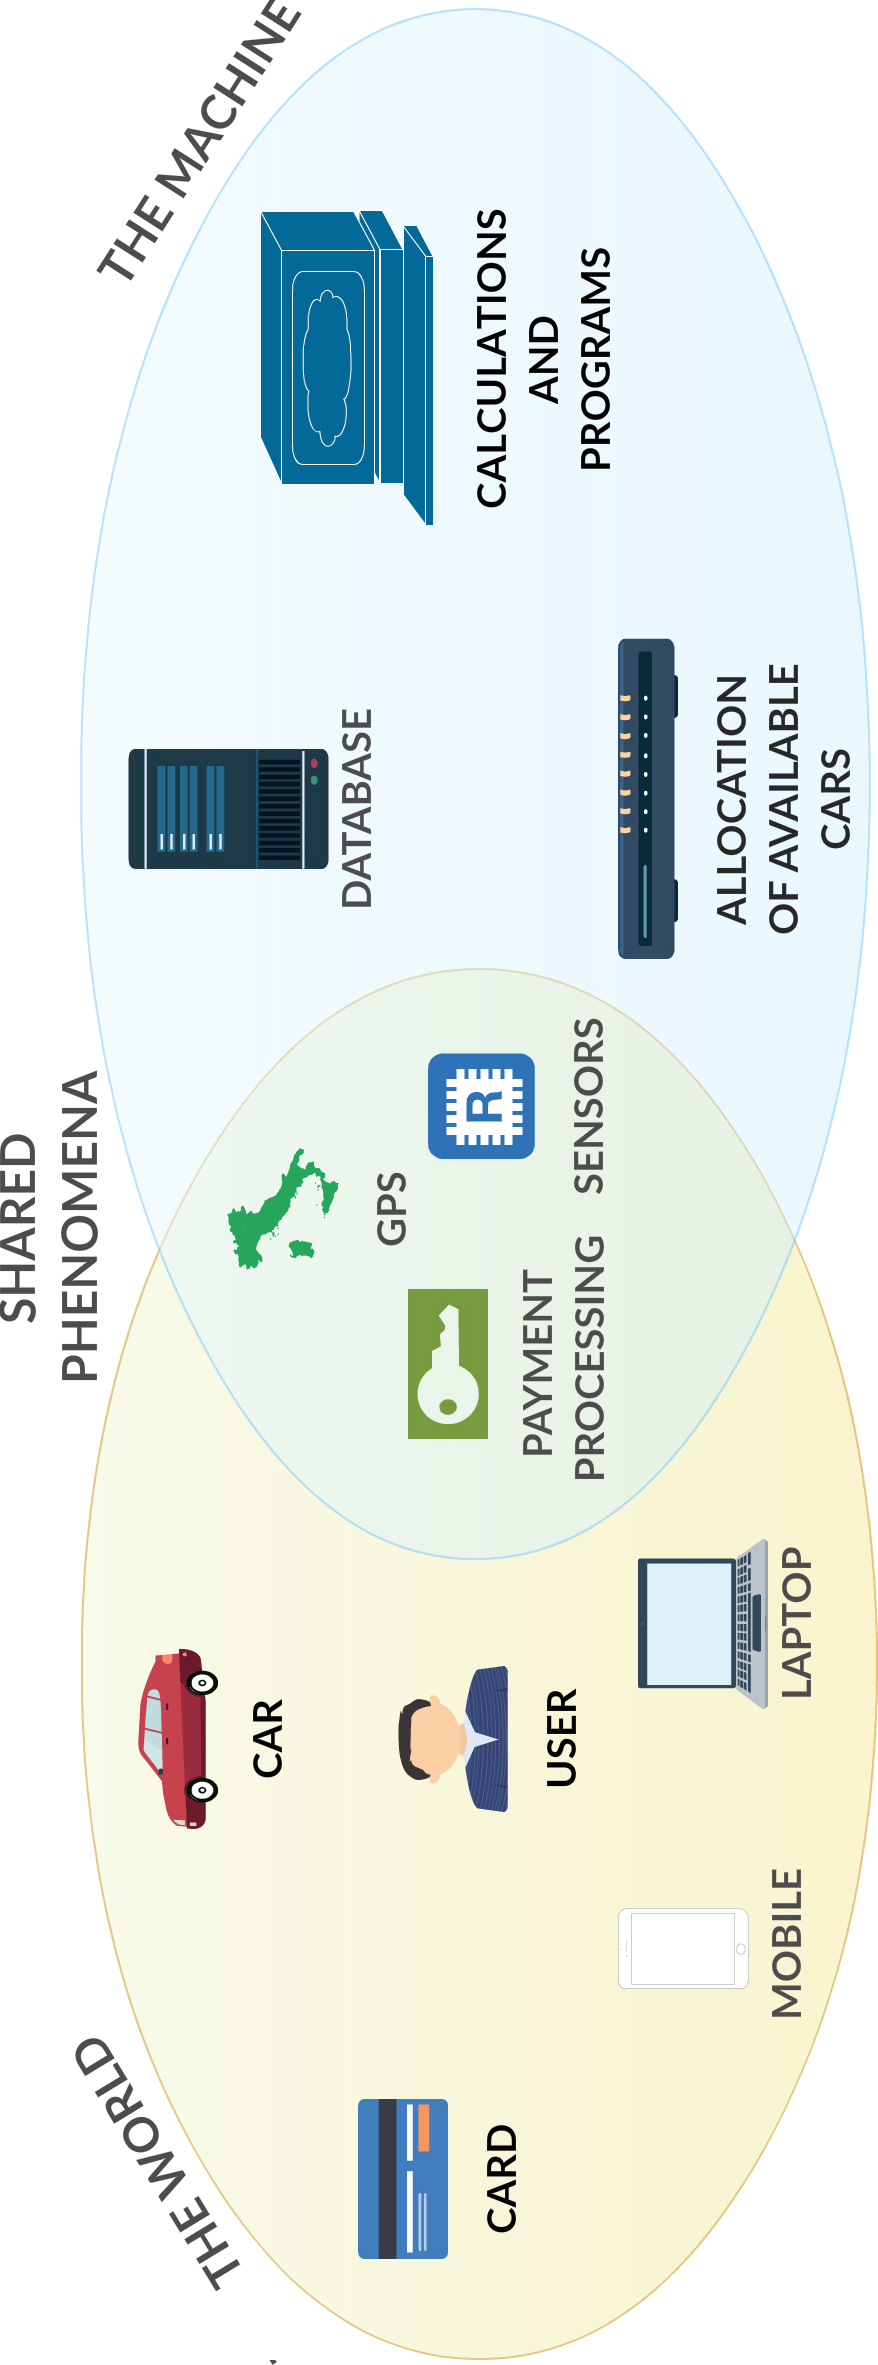 THE WORLD
SHARED
PHENOMENA
THE MACHINE
CARD
MOBILE
CAR
USER
LAPTOP
GPS
PAYMENT
PROCESSING
R
SENSORS
DATABASE
ALLOCATION
OF AVAILABLE
CARS
CALCULATIONS
AND
PROGRAMS